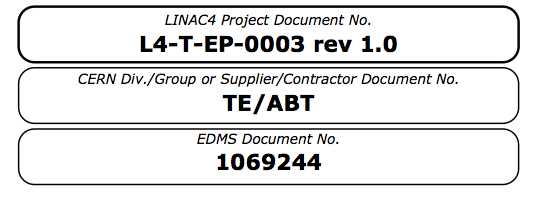 LINAC4 Project Document No.
L4-T-EP-0003 rev 1.0
CERN Div./Group or Supplier/Contractor Document No.
TE/ABT
EDMS Document No.
1069244